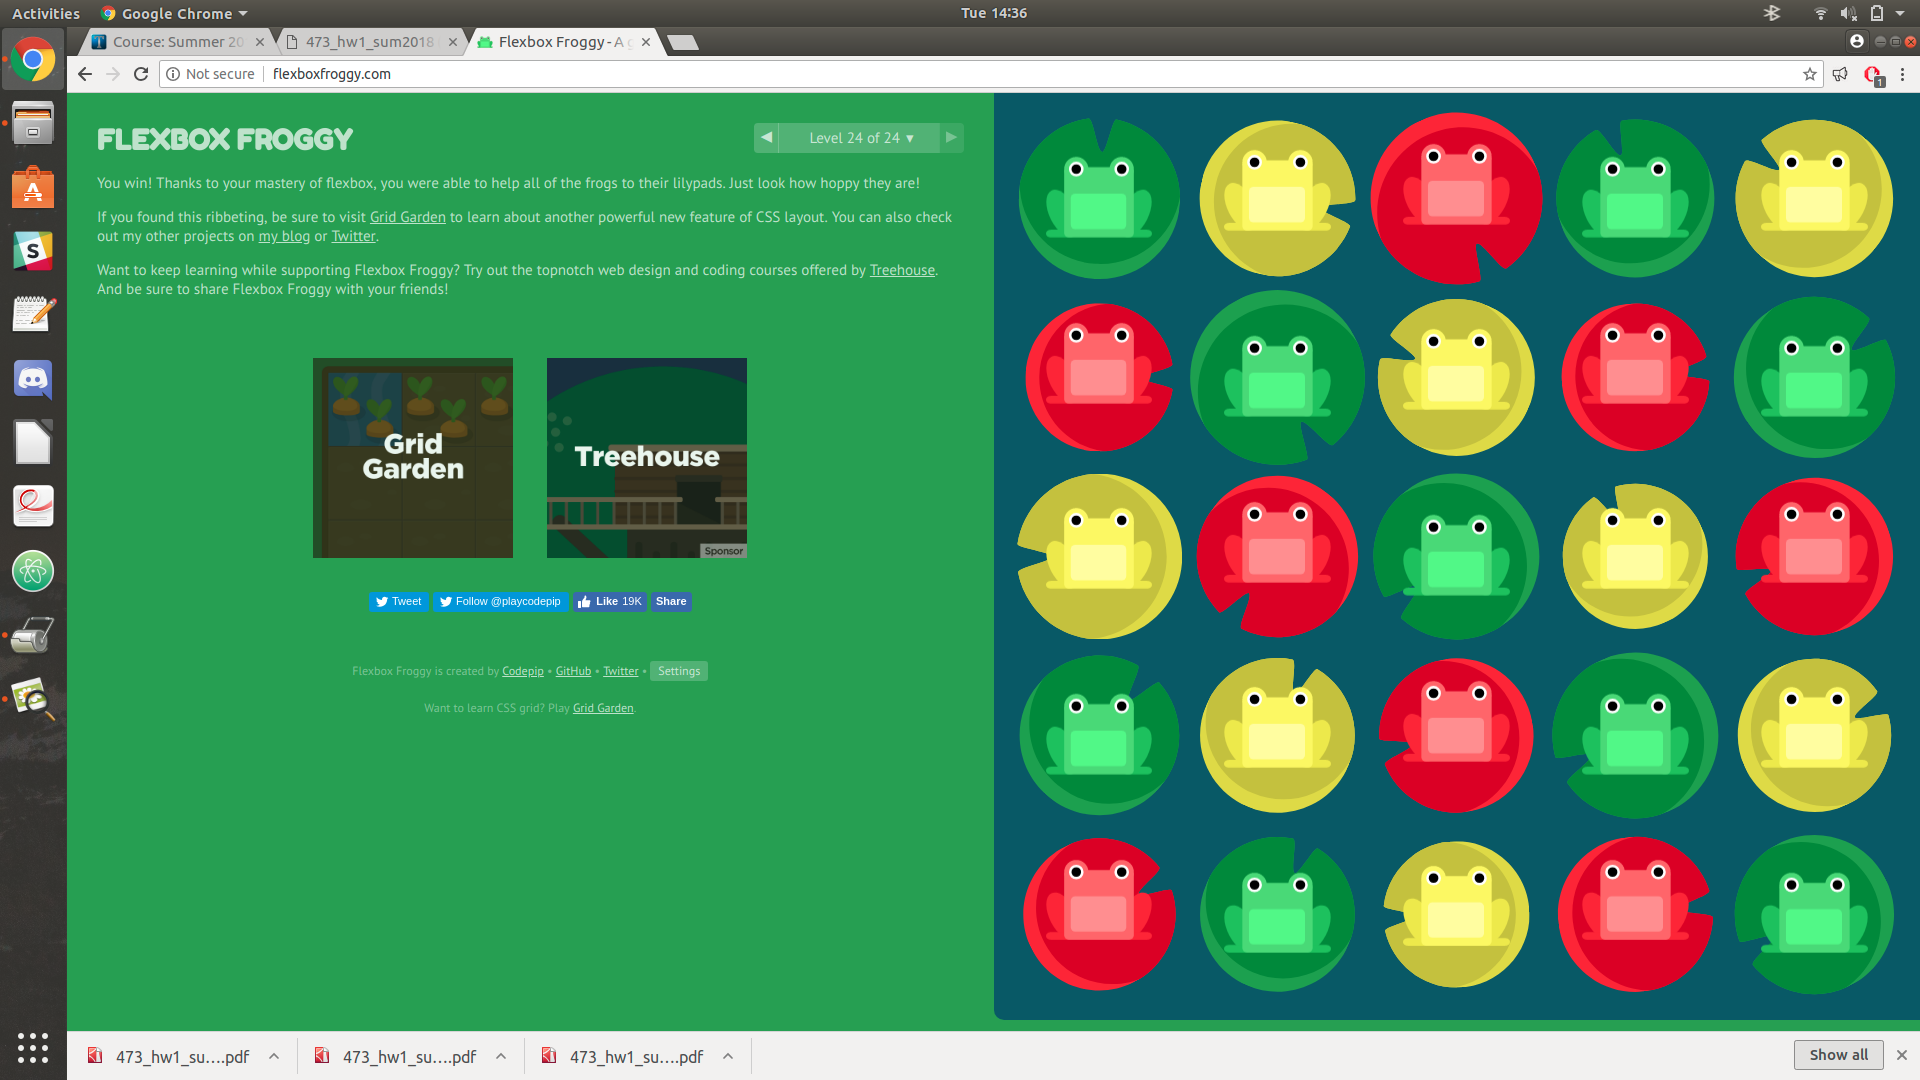 Activities
Google Chrome
Tue 14:36
Course: Summer 20
473_hw1_sum2018
Flexbox Froggy - A g
Not secure
flexboxfroggy.com
1
S
FLEXBOX FROGGY
Level 24 of 24 ▾
You win! Thanks to your mastery of flexbox, you were able to help all of the frogs to their lilypads. Just look how hoppy they are!
If you found this ribbeting, be sure to visit Grid Garden to learn about another powerful new feature of CSS layout. You can also check
out my other projects on my blog or Twitter.
Want to keep learning while supporting Flexbox Froggy? Try out the topnotch web design and coding courses offered by Treehouse.
And be sure to share Flexbox Froggy with your friends!
Grid
Garden
Treehouse
Sponsor
Tweet
Follow @playcodepip
Like 19K
Share
Flexbox Froggy is created by Codepip • GitHub • Twitter • Settings
Want to learn CSS grid? Play Grid Garden.
473_hw1_su....pdf
473_hw1_su....pdf
473_hw1_su....pdf
Show all